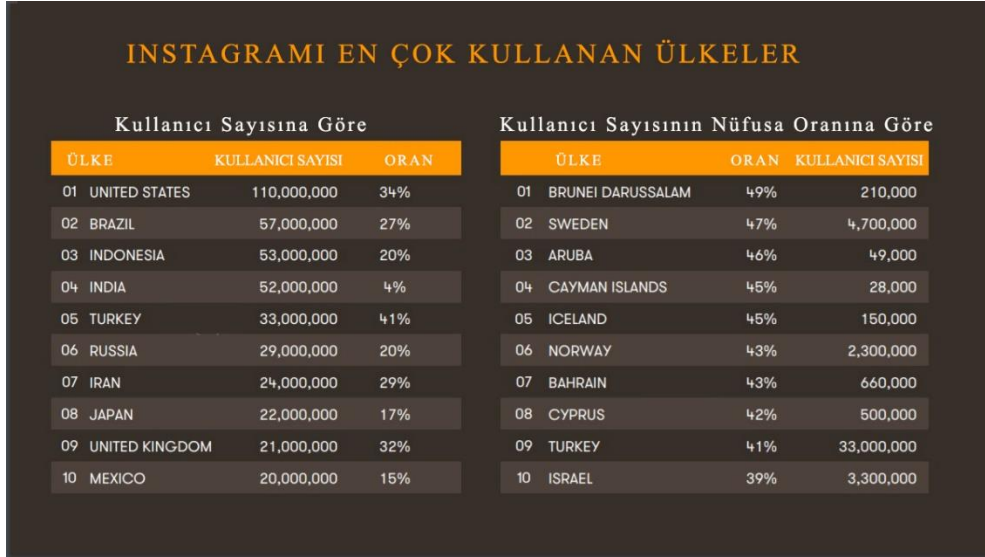 INSTAGRAMI EN ÇOK KULLANAN ÜLKELER
Kullanıcı Sayısına Göre
ÜLKE KULLANICI SAYISI ORAN
01 UNITED STATES 110,000,000 34%
02 BRAZIL 57,000,000 27%
03 INDONESIA 53,000,000 20%
04 INDIA 52,000,000 4%
05 TURKEY 33,000,000 41%
06 RUSSIA 29,000,000 20%
07 IRAN 24,000,000 29%
08 JAPAN 22,000,000 17%
09 UNITED KINGDOM 21,000,000 32%
10 MEXICO 20,000,000 15%
Kullanıcı Sayısının Nüfusa Oranına Göre
ÜLKE ORAN KULLANICI SAYISI
01 BRUNEI DARUSSALAM 49% 210,000
02 SWEDEN 47% 4,700,000
03 ARUBA 46% 49,000
04 CAYMAN ISLANDS 45% 28,000
05 ICELAND 45% 150,000
06 NORWAY 43% 2,300,000
07 BAHRAIN 43% 660,000
08 CYPRUS 42% 500,000
09 TURKEY 41% 33,000,000
10 ISRAEL 39% 3,300,000